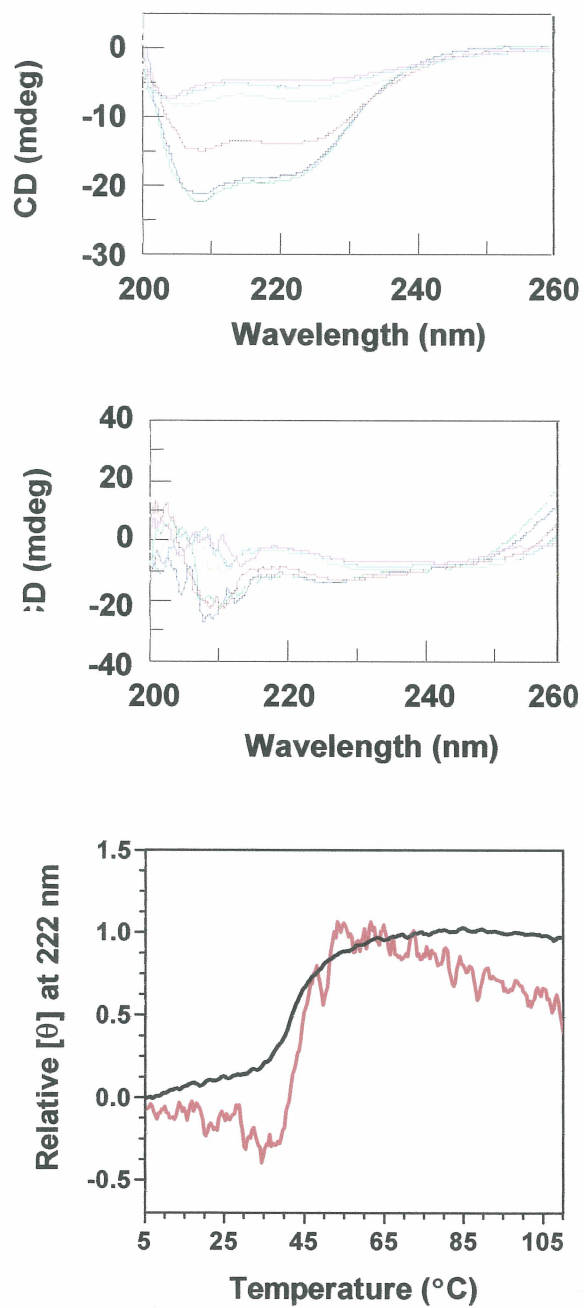 0
-10
-20
-30
CD (mdeg)
200 220 240 260
Wavelength (nm)
40
20
0
-20
-40
CD (mdeg)
200 220 240 260
Wavelength (nm)
1.5
1.0
0.5
0.0
-0.5
Relative [θ] at 222 nm
5 25 45 65 85 105
Temperature (°C)